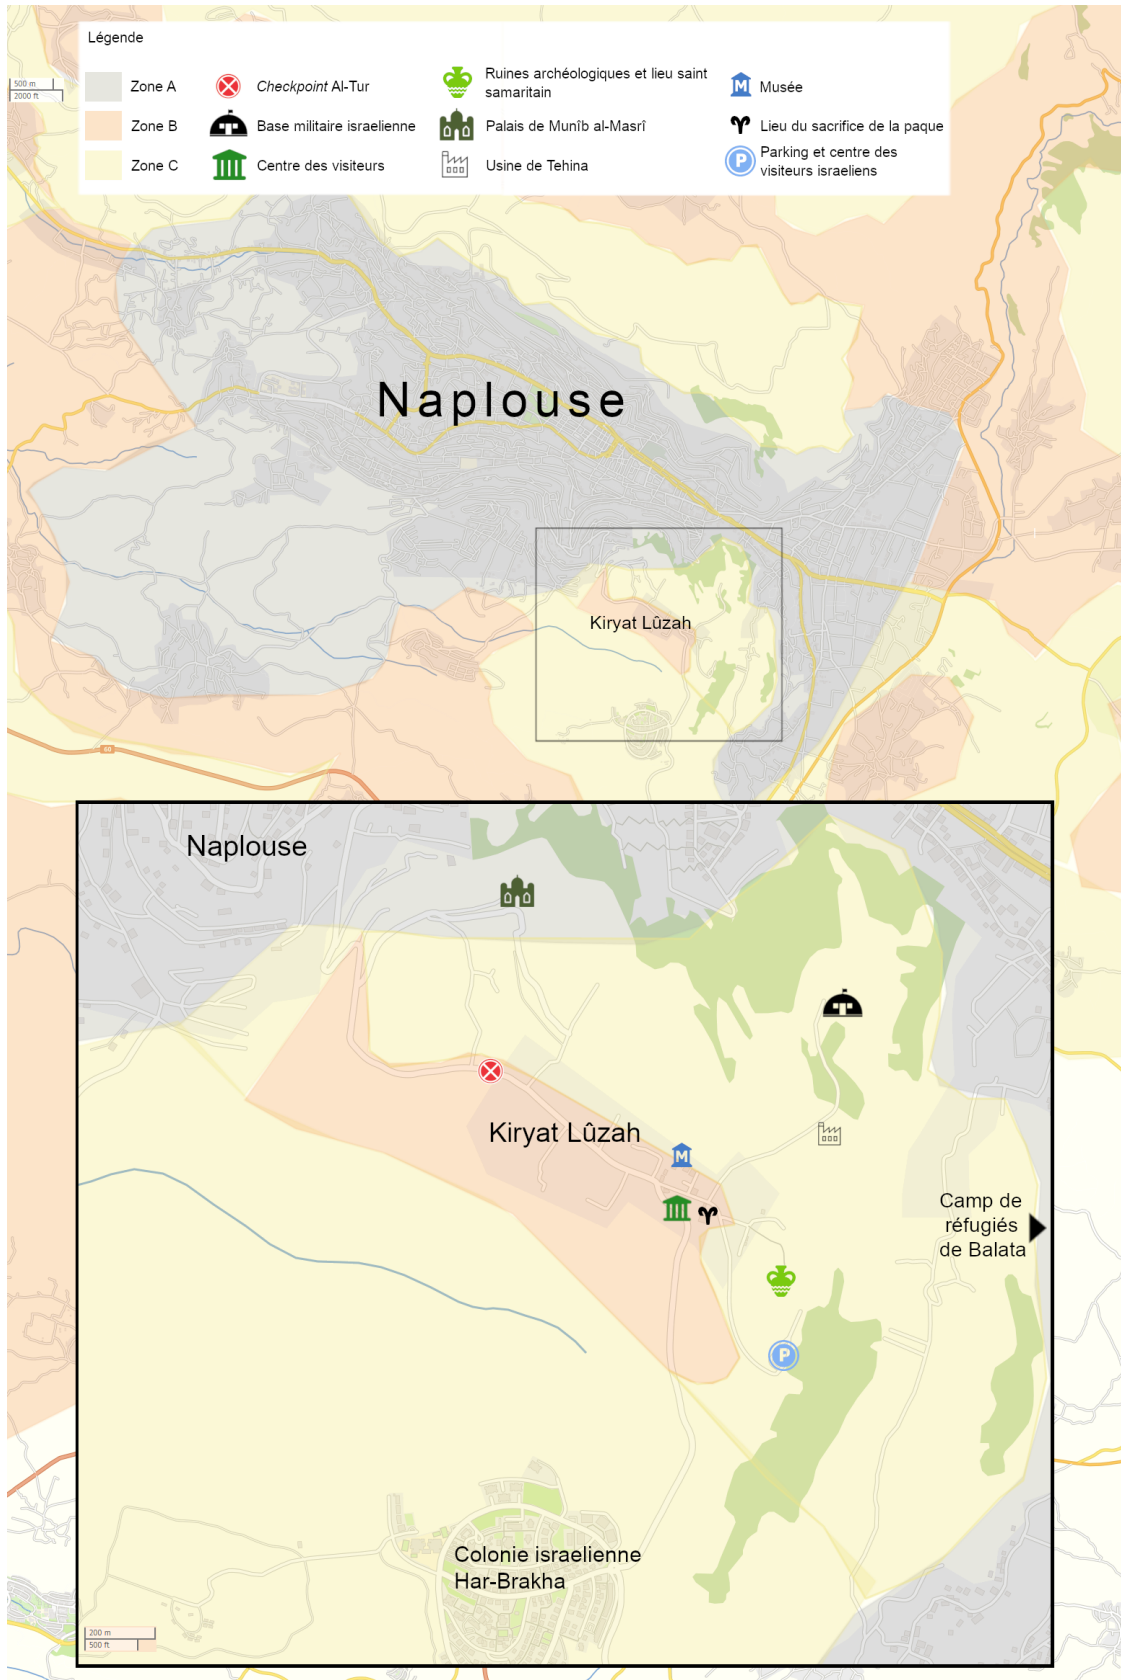 Légende
500 m
2000 ft
Zone A
Checkpoint Al-Tur
Ruines archéologiques et lieu saint
samaritain
Musée
Zone B
Base militaire israelienne
Palais de Munîb al-Masrî
Lieu du sacrifice de la paque
Zone C
Centre des visiteurs
Usine de Tehina
P
Parking et centre des
visiteurs israeliens
Naplouse
Kiryat Lûzah
60
Naplouse
Kiryat Lûzah
M
Camp de
réfugiés
de Balata
P
Colonie israelienne
Har-Brakha
200 m
500 ft